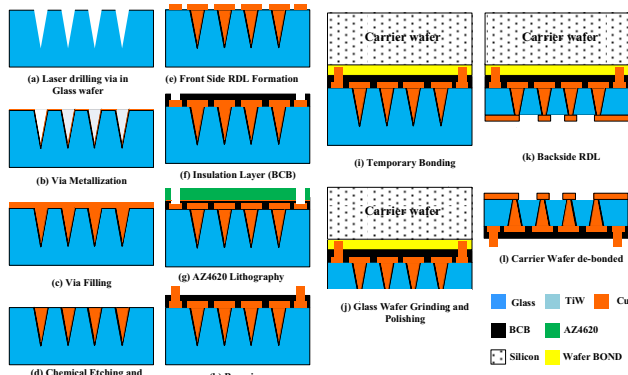 (a) Laser drilling via in
Glass wafer
(b) Via Metallization
(c) Via Filling
(d) Chemical Etching and
(e) Front Side RDL Formation
(f) Insulation Layer (BCB)
(g) AZ4620 Lithography
Carrier wafer
(i) Temporary Bonding
Carrier wafer
(j) Glass Wafer Grinding and
Polishing
Carrier wafer
(k) Backside RDL
(l) Carrier Wafer de-bonded
Glass
TiW
Cu
BCB
AZ4620
Silicon
Wafer BOND